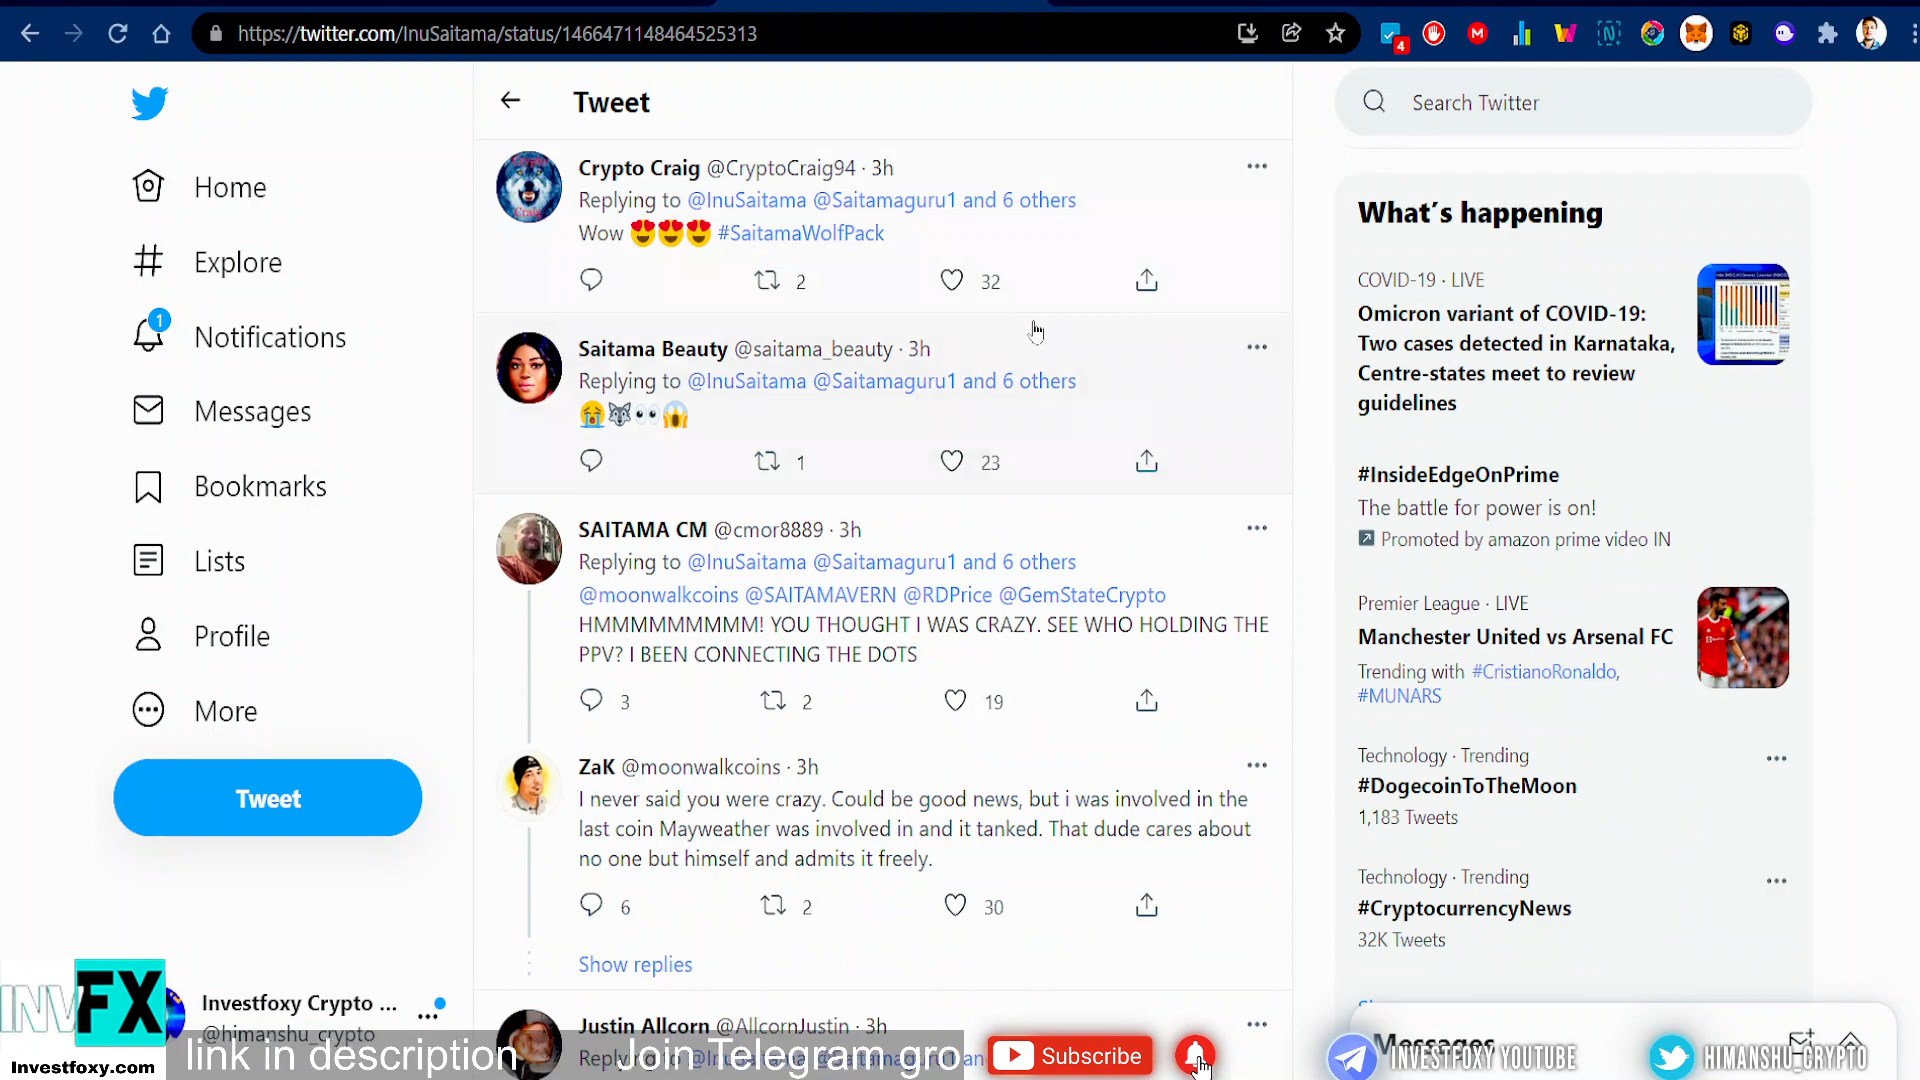 https://twitter.com/InuSaitama/status/1466471148464525313
4
Tweet
Search Twitter
Home
Explore
1
Notifications
Messages
Bookmarks
Lists
Profile
More
Tweet
Investfoxy Crypto ...
@himanshu_crypto
Crypto Craig @CryptoCraig94 · 3h
Replying to @InuSaitama @Saitamaguru1 and 6 others
Wow 😍😍😍 #SaitamaWolfPack
2 32
Saitama Beauty @saitama_beauty · 3h
Replying to @InuSaitama @Saitamaguru1 and 6 others
😭🐺👀😱
1 23
SAITAMA CM @cmor8889 · 3h
Replying to @InuSaitama @Saitamaguru1 and 6 others
@moonwalkcoins @SAITAMAVERN @RDPrice @GemStateCrypto
HMMMMMMMMM! YOU THOUGHT I WAS CRAZY. SEE WHO HOLDING THE
PPV? I BEEN CONNECTING THE DOTS
3 2 19
ZaK @moonwalkcoins · 3h
I never said you were crazy. Could be good news, but i was involved in the
last coin Mayweather was involved in and it tanked. That dude cares about
no one but himself and admits it freely.
6 2 30
Show replies
Justin Allcorn @AllcornJustin · 3h
What's happening
COVID-19 · LIVE
Omicron variant of COVID-19:
Two cases detected in Karnataka,
Centre-states meet to review
guidelines
#InsideEdgeOnPrime
The battle for power is on!
Promoted by amazon prime video IN
Premier League · LIVE
Manchester United vs Arsenal FC
Trending with #CristianoRonaldo,
#MUNARS
Technology · Trending
#DogecoinToTheMoon
1,183 Tweets
Technology · Trending
#CryptocurrencyNews
32K Tweets
Messages
INVFX
Investfoxy.com
link in description Join Telegram gro
Subscribe
INVESTFOXY YOUTUBE
HIMANSHU_CRYPTO